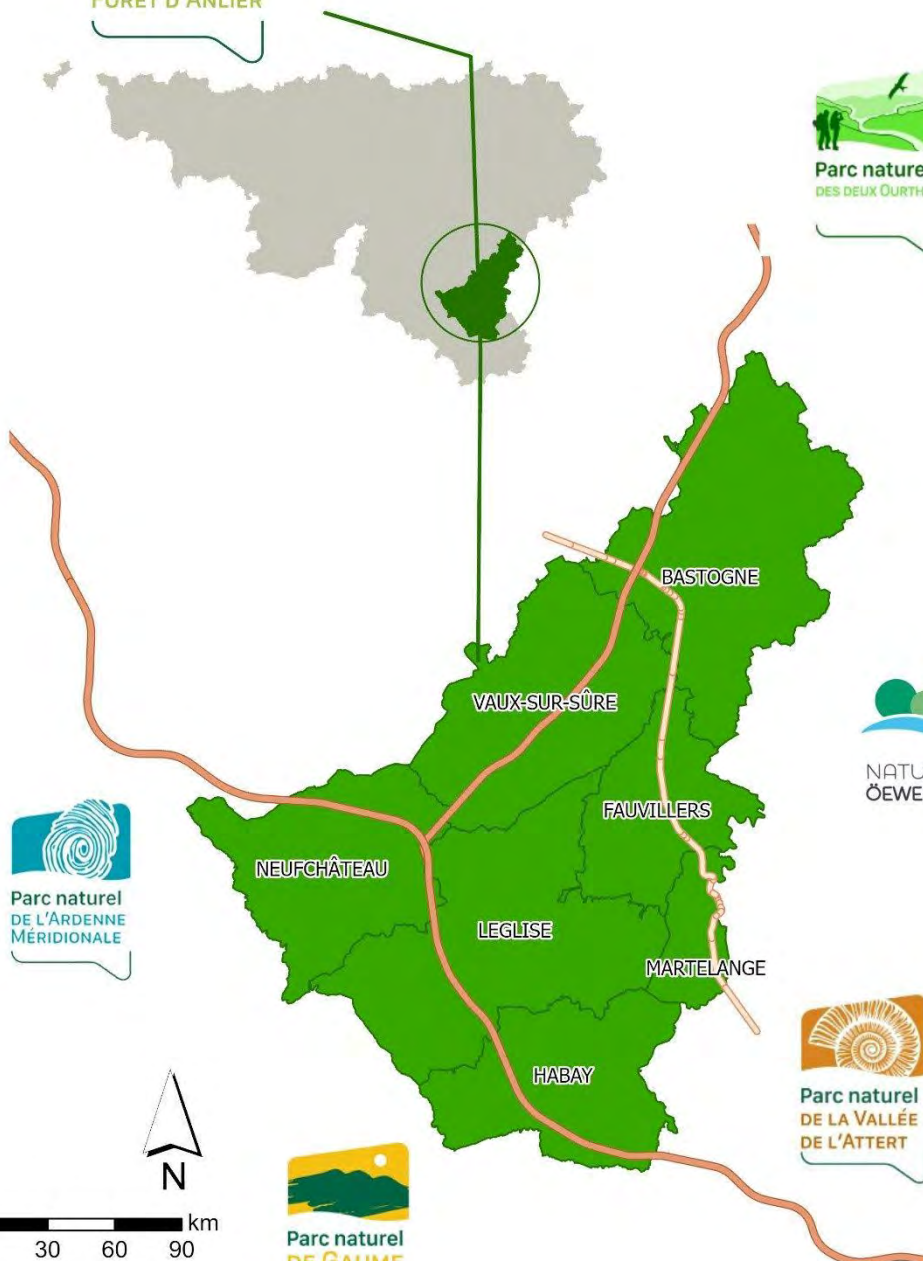 FORÊT D'ANLIER
Parc nature
DES DEUX OURTH
BASTOGNE
VAUX-SUR-SÛRE
NATU
ÖEWE
FAUVILLERS
NEUFCHÂTEAU
Parc naturel
DE L'ARDENNE
MÉRIDIONALE
LEGLISE
MARTELANGE
HABAY
Parc naturel
DE LA VALLÉE
DE L'ATTERT
N
km
30 60 90
Parc naturel
DE GAUME